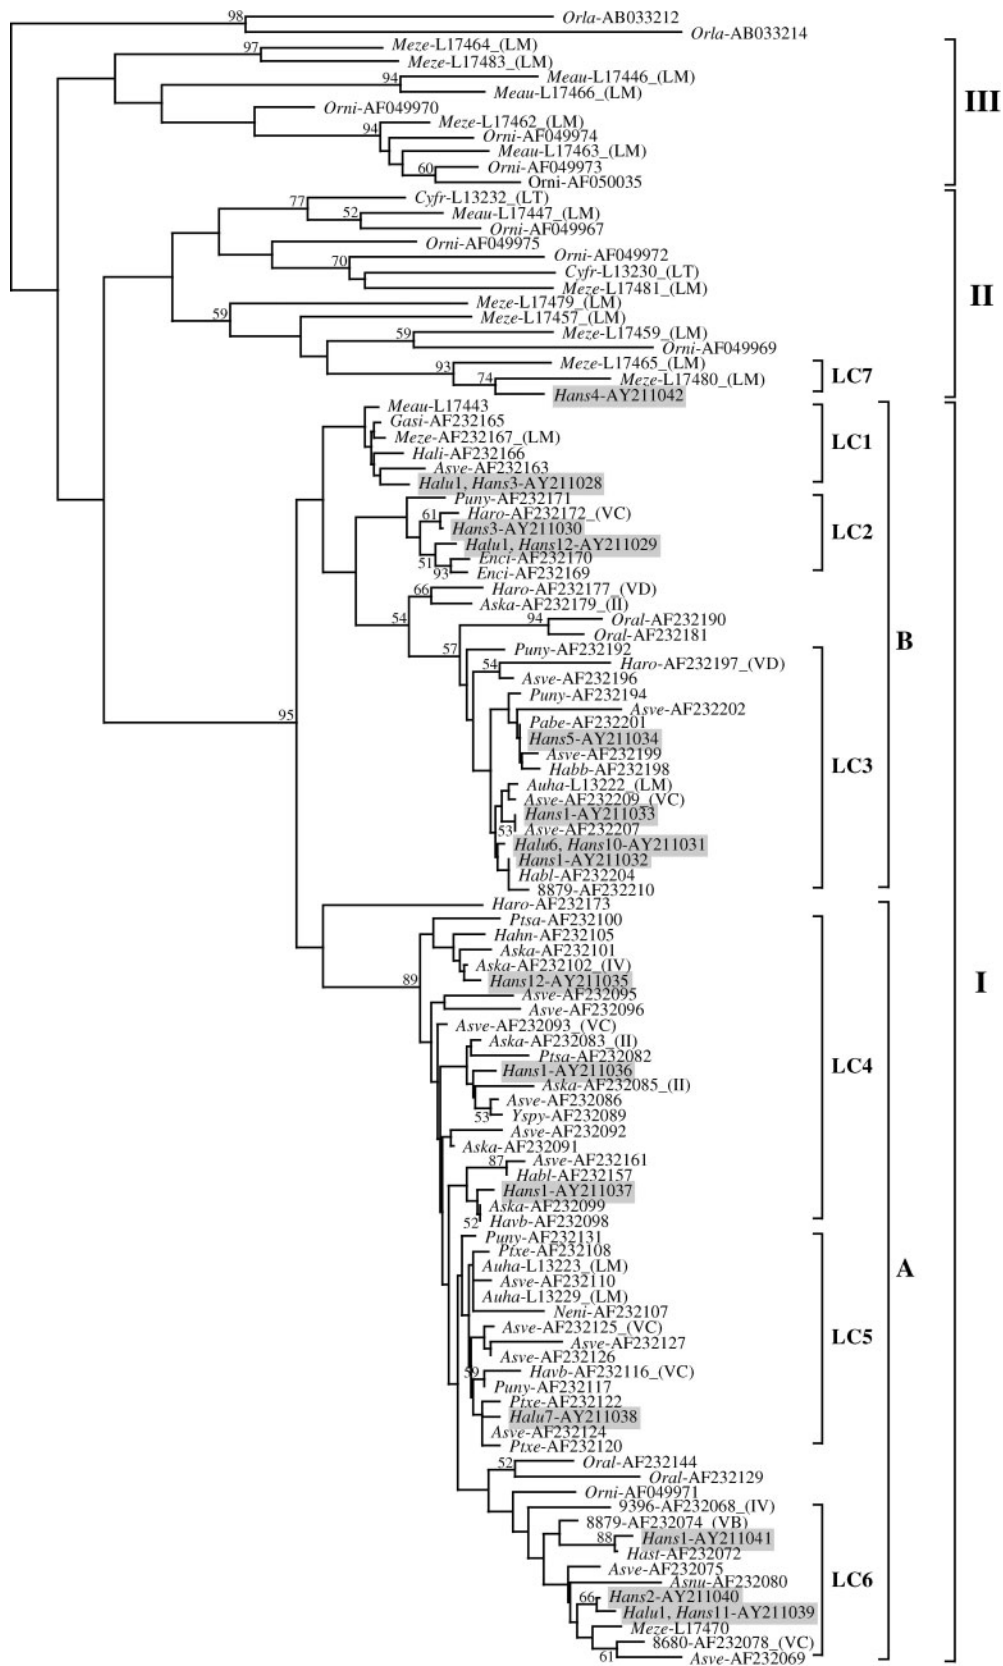 98
Orla-AB033212
Orla-AB033214
97
Meze-L17464_(LM)
Meze-L17483_(LM)
94
Meau-L17446_(LM)
Meau-L17466_(LM)
III
Orni-AF049970
94
Meze-L17462_(LM)
Orni-AF049974
Meau-L17463_(LM)
60
Orni-AF049973
Orni-AF050035
77
Cyfr-L13232_(LT)
52
Meau-L17447_(LM)
Orni-AF049967
Orni-AF049975
70
Orni-AF049972
Cyfr-L13230_(LT)
Meze-L17481_(LM)
II
59
Meze-L17479_(LM)
Meze-L17457_(LM)
59
Meze-L17459_(LM)
Orni-AF049969
93
Meze-L17465_(LM)
74
Meze-L17480_(LM)
LC7
Hans4-AY211042
Meau-L17443
Gasi-AF232165
Meze-AF232167_(LM)
LC1
Hali-AF232166
Asve-AF232163
Halu1, Hans3-AY211028
Puny-AF232171
61
Haro-AF232172_(VC)
Hans3-AY211030
LC2
Halu1, Hans12-AY211029
51
Enci-AF232170
93
Enci-AF232169
66
Haro-AF232177_(VD)
Aska-AF232179_(II)
54
94
Oral-AF232190
Oral-AF232181
B
57
Puny-AF232192
54
Haro-AF232197_(VD)
Asve-AF232196
Puny-AF232194
Asve-AF232202
95
Pabe-AF232201
Hans5-AY211034
Asve-AF232199
LC3
Habb-AF232198
Auha-L13222_(LM)
Asve-AF232209_(VC)
Hans1-AY211033
53
Asve-AF232207
Halu6, Hans10-AY211031
Hans1-AY211032
Habl-AF232204
8879-AF232210
Haro-AF232173
Ptsa-AF232100
Hahn-AF232105
Aska-AF232101
Aska-AF232102_(IV)
89
Hans12-AY211035
I
Asve-AF232095
Asve-AF232096
Asve-AF232093_(VC)
Aska-AF232083_(II)
Ptsa-AF232082
LC4
Hans1-AY211036
Aska-AF232085_(II)
Asve-AF232086
53
Yspy-AF232089
Asve-AF232092
Aska-AF232091
87
Asve-AF232161
Habl-AF232157
Hans1-AY211037
Aska-AF232099
52
Havb-AF232098
Puny-AF232131
Ptxe-AF232108
Auha-L13223_(LM)
A
Asve-AF232110
Auha-L13229_(LM)
Neni-AF232107
Asve-AF232125_(VC)
LC5
Asve-AF232127
Asve-AF232126
59
Havb-AF232116_(VC)
Puny-AF232117
Ptxe-AF232122
Halu7-AY211038
Asve-AF232124
Ptxe-AF232120
52
Oral-AF232144
Oral-AF232129
Orni-AF049971
9396-AF232068_(IV)
8879-AF232074_(VB)
88
Hans1-AY211041
Hast-AF232072
Asve-AF232075
LC6
Asnu-AF232080
66
Hans2-AY211040
Halu1, Hans11-AY211039
Meze-L17470
8680-AF232078_(VC)
61
Asve-AF232069